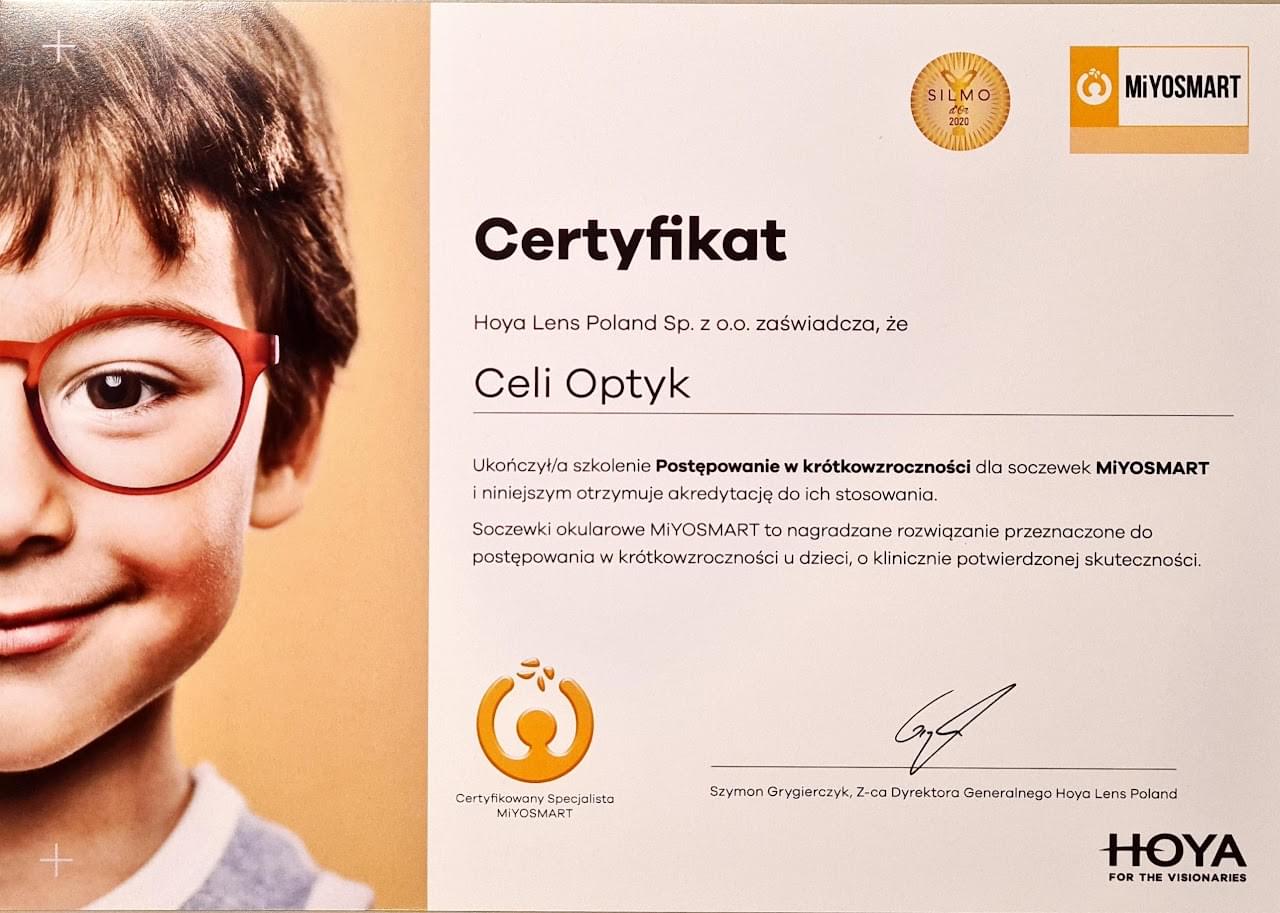 SILMO
d'Or
2020
MiYOSMART
Certyfikat
Hoya Lens Poland Sp. z o.o. zaświadcza, że
Celi Optyk
Ukończył/a szkolenie Postępowanie w krótkowzroczności dla soczewek MiYOSMART
i niniejszym otrzymuje akredytację do ich stosowania.
Soczewki okularowe MiYOSMART to nagradzane rozwiązanie przeznaczone do
postępowania w krótkowzroczności u dzieci, o klinicznie potwierdzonej skuteczności.
Certyfikowany Specjalista
MiYOSMART
Szymon Grygierczyk, Z-ca Dyrektora Generalnego Hoya Lens Poland
HOYA
FOR THE VISIONARIES